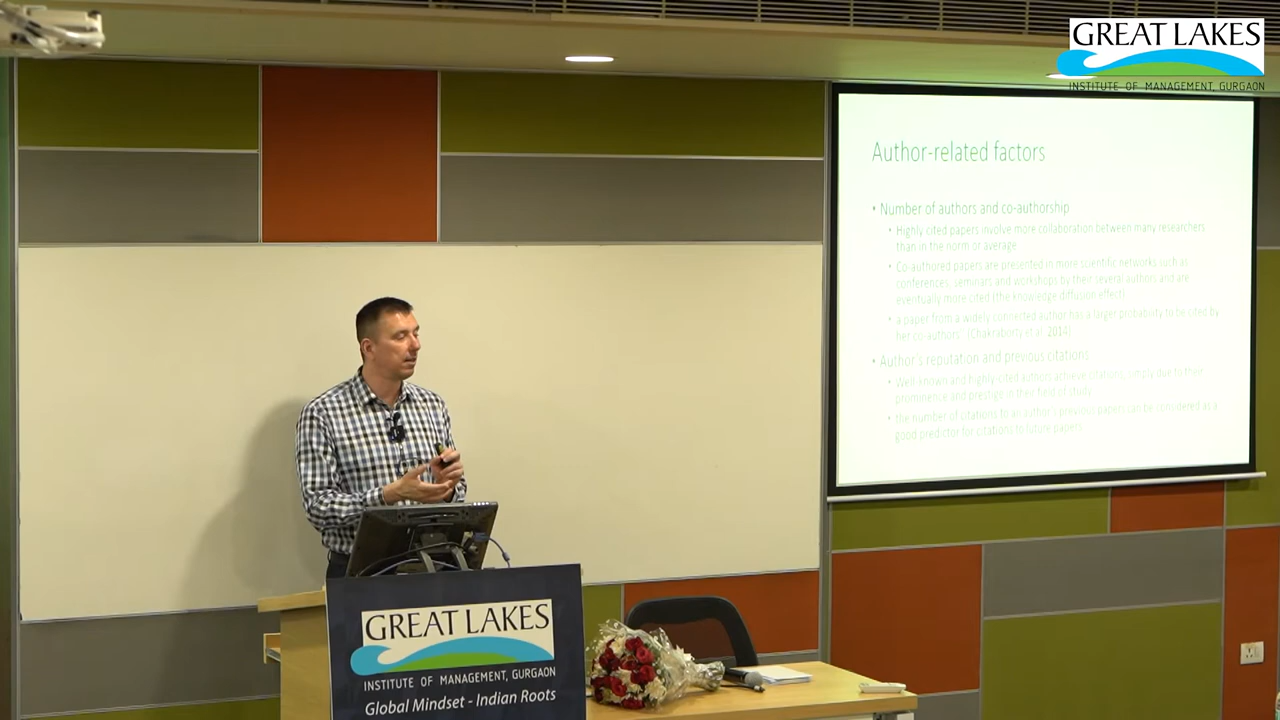 GREAT LAKES
INSTITUTE OF MANAGEMENT, GURGAON
Author-related factors
• Number of authors and co-authorship
• Highly cited papers involve more collaboration between many researchers
than in the norm or average
• Co-authored papers are presented in more scientific networks such as
conferences, seminars and workshops by their several authors and are
eventually more cited (the knowledge diffusion effect)
• a paper from a widely connected author has a larger probability to be cited by
her co-authors (Chakraborty et al. 2014)
• Author's reputation and previous citations
• Well known and highly cited authors achieve citations simply due to their
prominence and prestige in their field of study
• the number of citations to an author's previous papers can be considered as a
good predictor for citations to future papers
GREAT LAKES
INSTITUTE OF MANAGEMENT, GURGAON
Global Mindset - Indian Roots